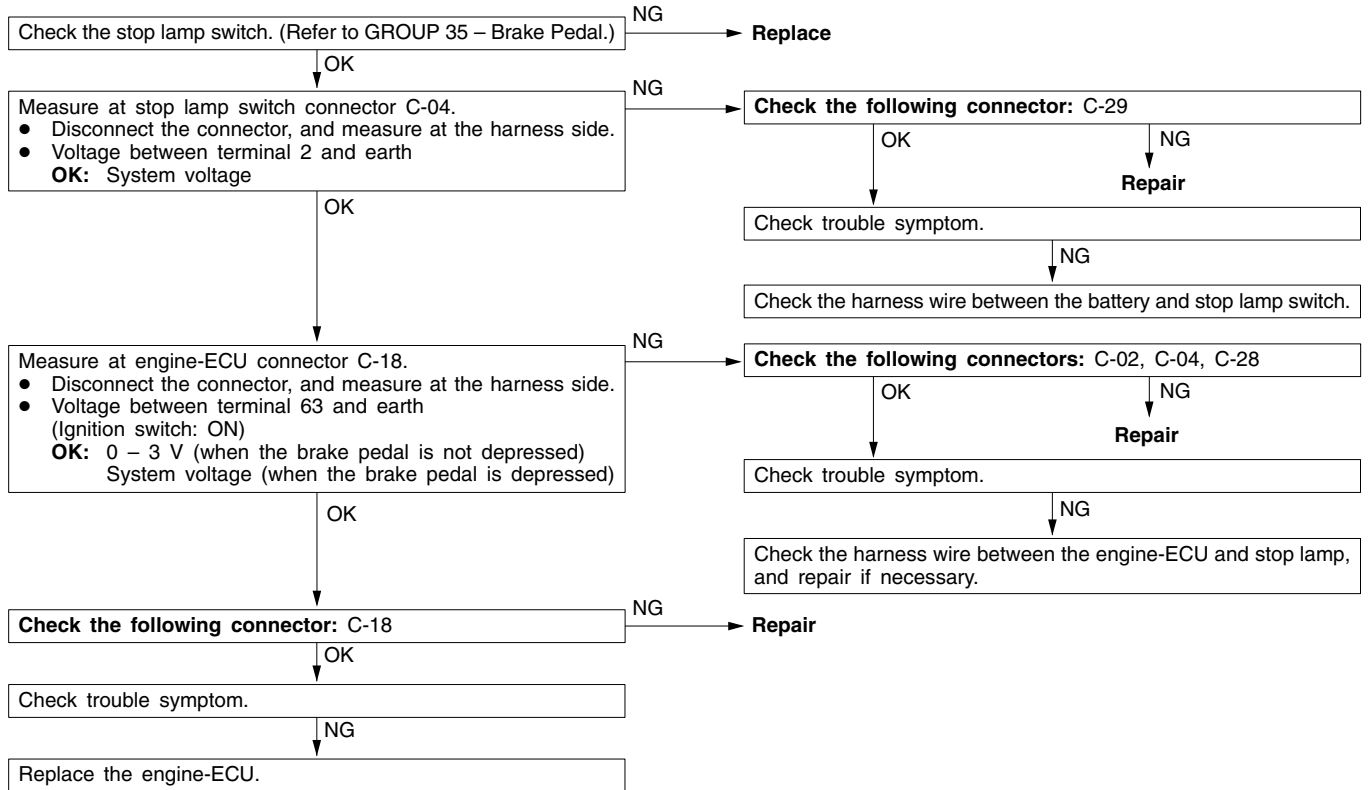 Check the stop lamp switch. (Refer to GROUP 35 – Brake Pedal.)
NG
Replace
OK
Measure at stop lamp switch connector C-04.
● Disconnect the connector, and measure at the harness side.
● Voltage between terminal 2 and earth
OK: System voltage
NG
Check the following connector: C-29
OK
NG
Repair
Check trouble symptom.
NG
Check the harness wire between the battery and stop lamp switch.
OK
Measure at engine-ECU connector C-18.
● Disconnect the connector, and measure at the harness side.
● Voltage between terminal 63 and earth
(Ignition switch: ON)
OK: 0 – 3 V (when the brake pedal is not depressed)
System voltage (when the brake pedal is depressed)
NG
Check the following connectors: C-02, C-04, C-28
OK
NG
Repair
Check trouble symptom.
NG
Check the harness wire between the engine-ECU and stop lamp,
and repair if necessary.
OK
Check the following connector: C-18
NG
Repair
OK
Check trouble symptom.
NG
Replace the engine-ECU.